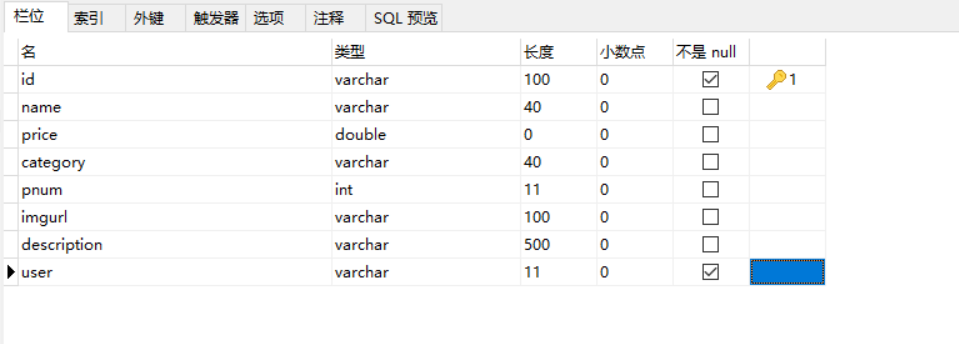 栏位 索引 外键 触发器 选项 注释 SQL 预览
名 类型 长度 小数点 不是 null
id varchar 100 0 1
name varchar 40 0
price double 0 0
category varchar 40 0
pnum int 11 0
imgurl varchar 100 0
description varchar 500 0
user varchar 11 0